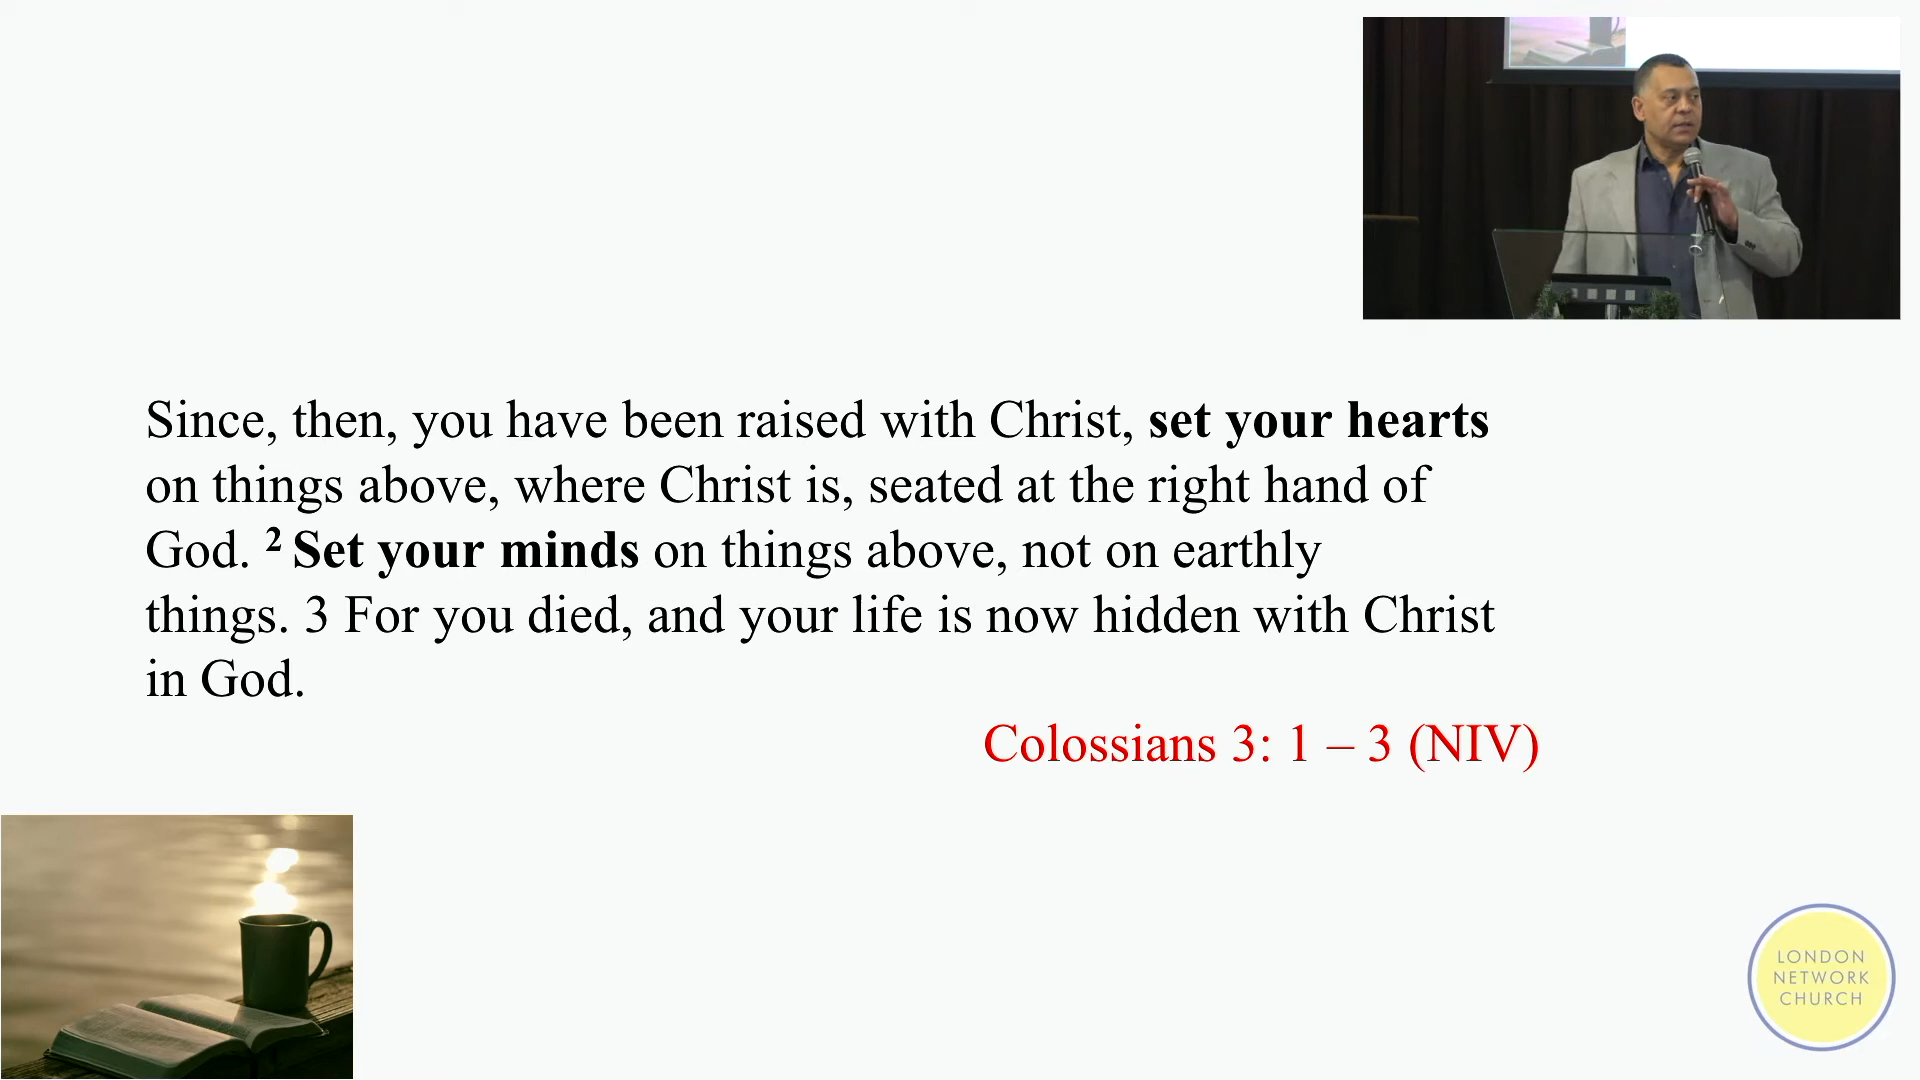 Since, then, you have been raised with Christ, set your hearts
on things above, where Christ is, seated at the right hand of
God. ² Set your minds on things above, not on earthly
things. 3 For you died, and your life is now hidden with Christ
in God.
Colossians 3: 1 – 3 (NIV)
LONDON
NETWORK
CHURCH